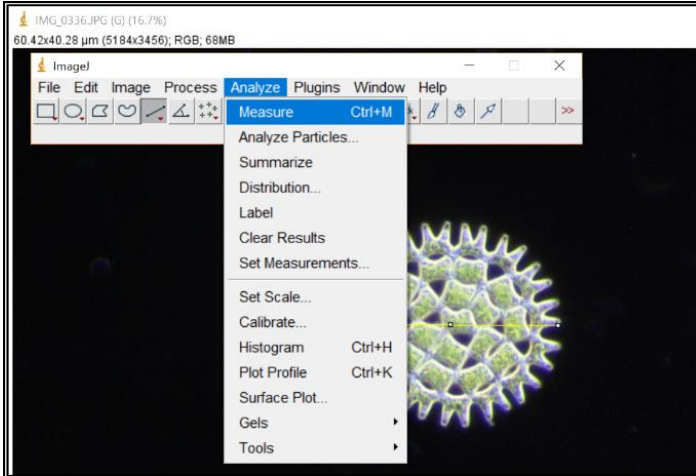 IMG_0336.JPG (G) (16.7%)
60.42x40.28 µm (5184x3456); RGB; 68MB
ImageJ
File Edit Image Process Analyze Plugins Window Help
>>
Measure Ctrl+M
Analyze Particles...
Summarize
Distribution...
Label
Clear Results
Set Measurements...
Set Scale...
Calibrate...
Histogram Ctrl+H
Plot Profile Ctrl+K
Surface Plot...
Gels
Tools